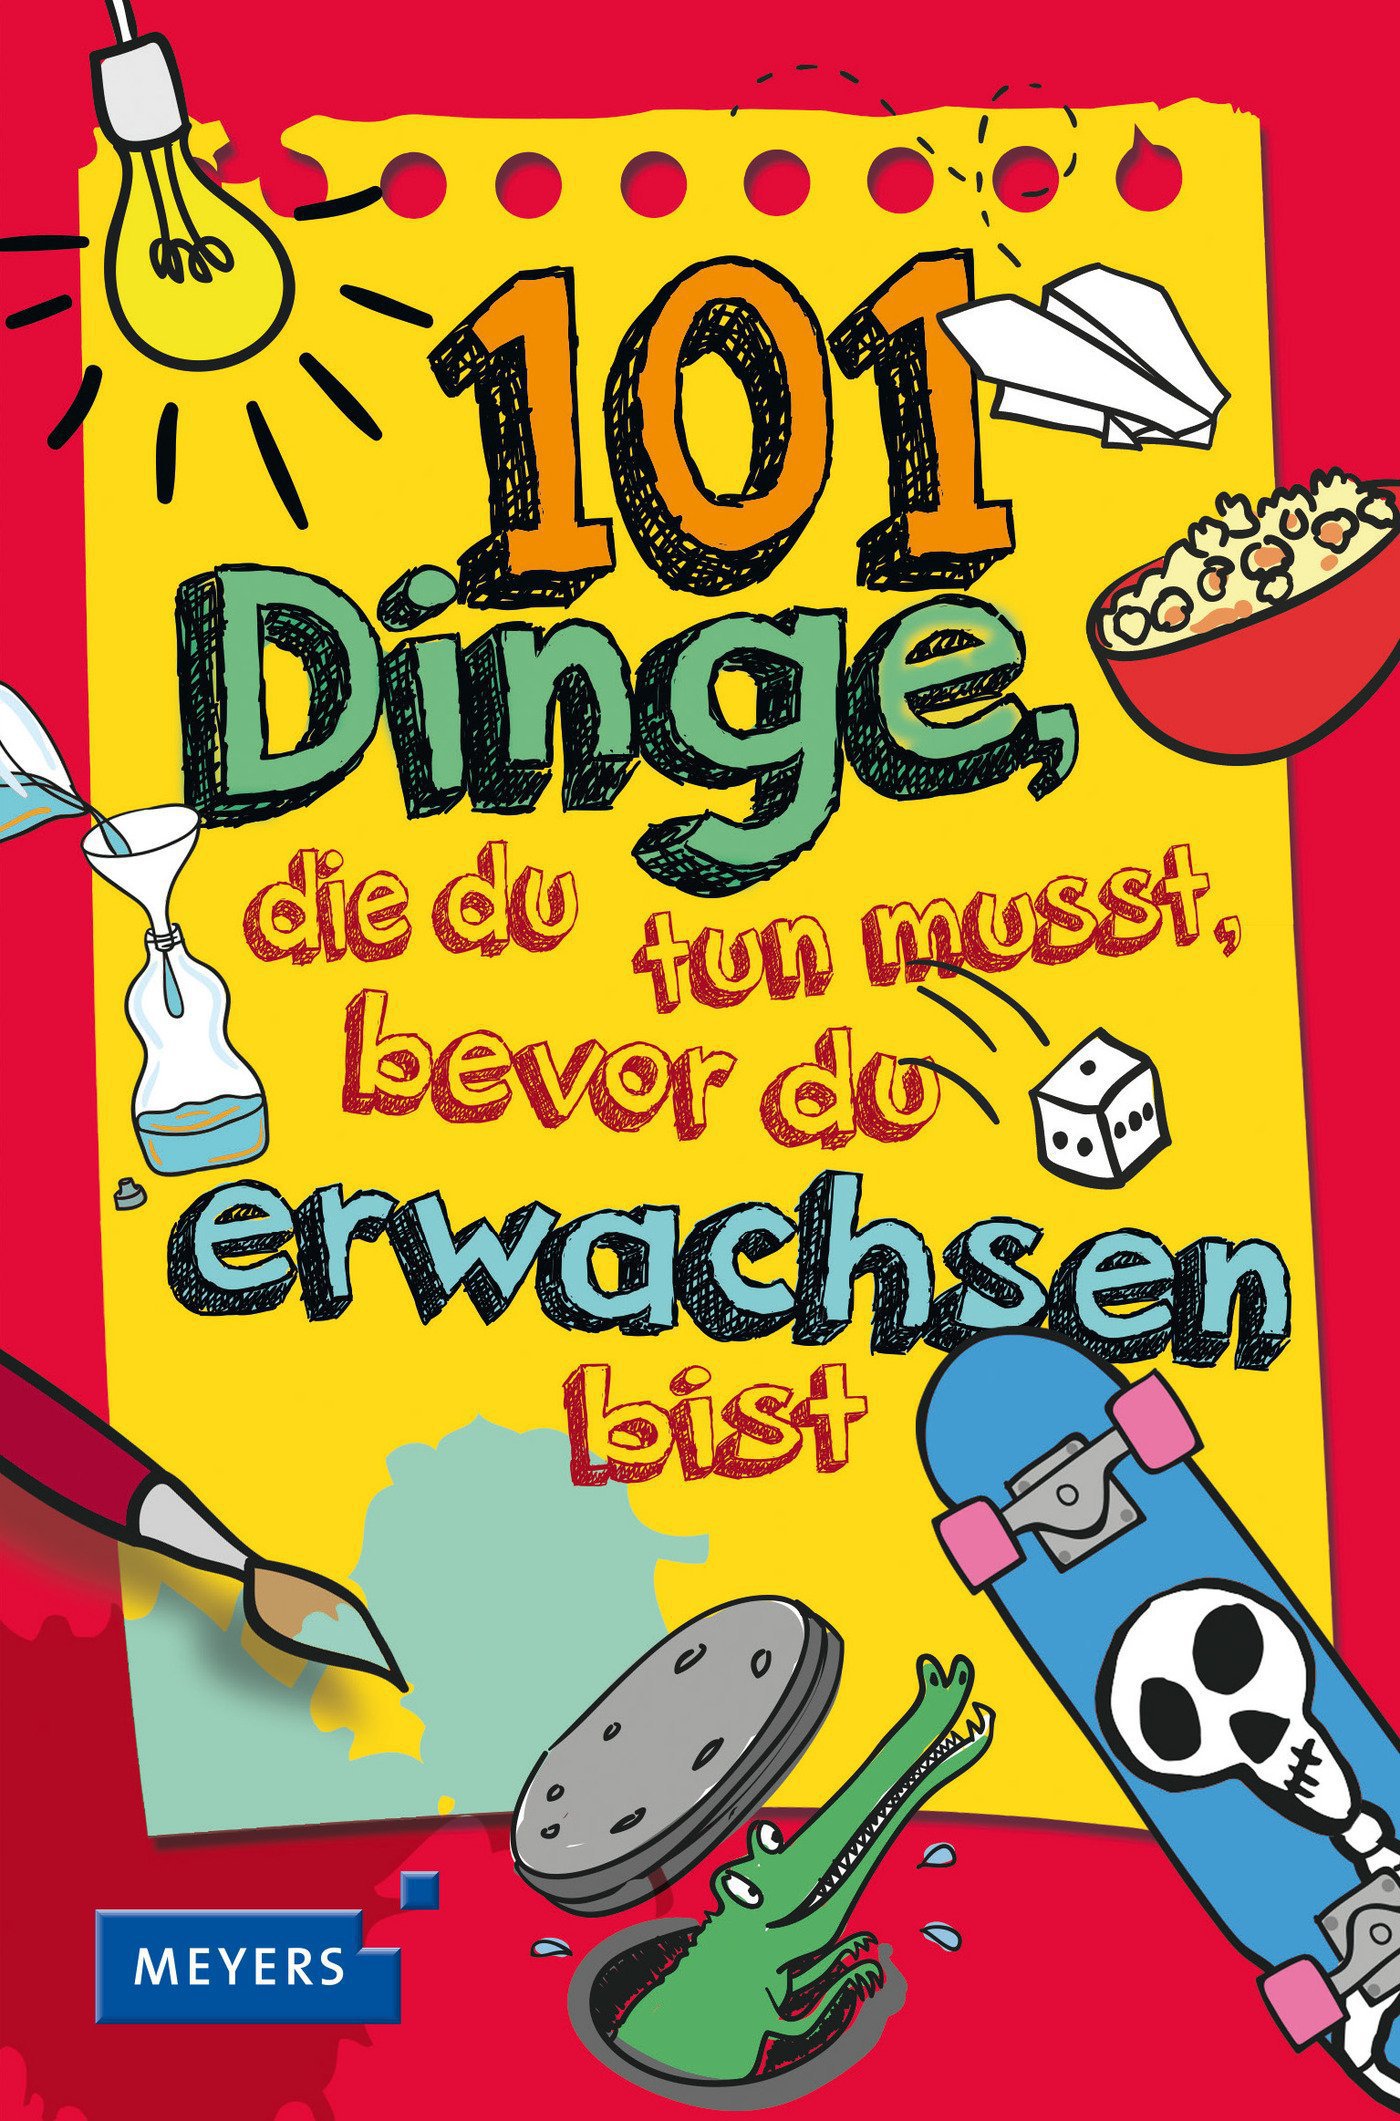 101
Dinge,
die du tun musst,
bevor du
erwachsen
bist
MEYERS